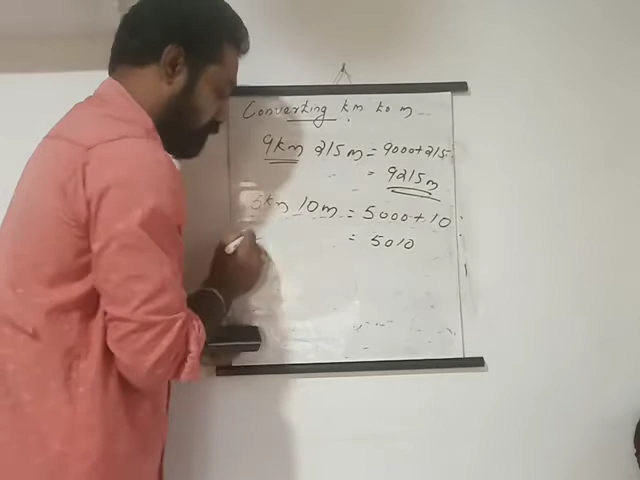 Converting km to m
9km 215m = 9000+215
= 9215m
5km 10m = 5000+10
= 5010